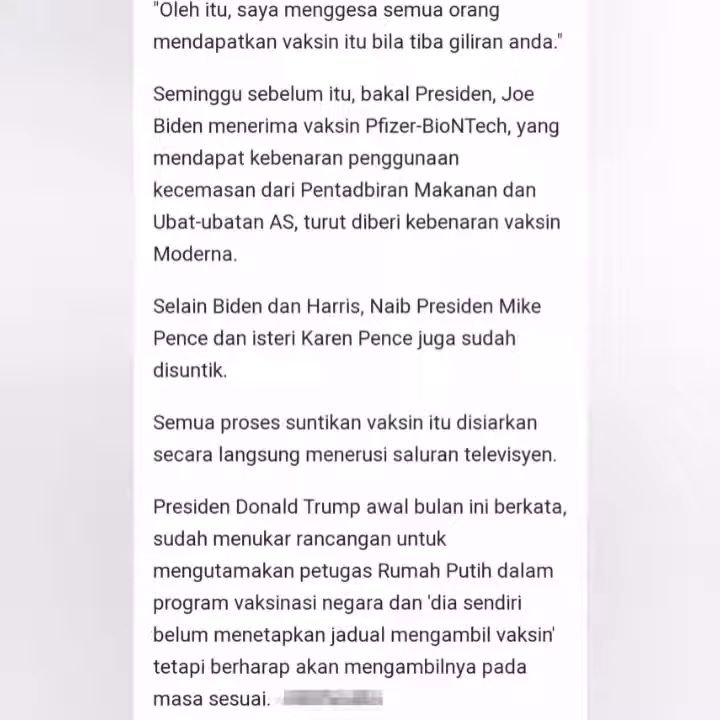 "Oleh itu, saya menggesa semua orang
mendapatkan vaksin itu bila tiba giliran anda."
Seminggu sebelum itu, bakal Presiden, Joe
Biden menerima vaksin Pfizer-BioNTech, yang
mendapat kebenaran penggunaan
kecemasan dari Pentadbiran Makanan dan
Ubat-ubatan AS, turut diberi kebenaran vaksin
Moderna.
Selain Biden dan Harris, Naib Presiden Mike
Pence dan isteri Karen Pence juga sudah
disuntik.
Semua proses suntikan vaksin itu disiarkan
secara langsung menerusi saluran televisyen.
Presiden Donald Trump awal bulan ini berkata,
sudah menukar rancangan untuk
mengutamakan petugas Rumah Putih dalam
program vaksinasi negara dan 'dia sendiri
belum menetapkan jadual mengambil vaksin'
tetapi berharap akan mengambilnya pada
masa sesuai.